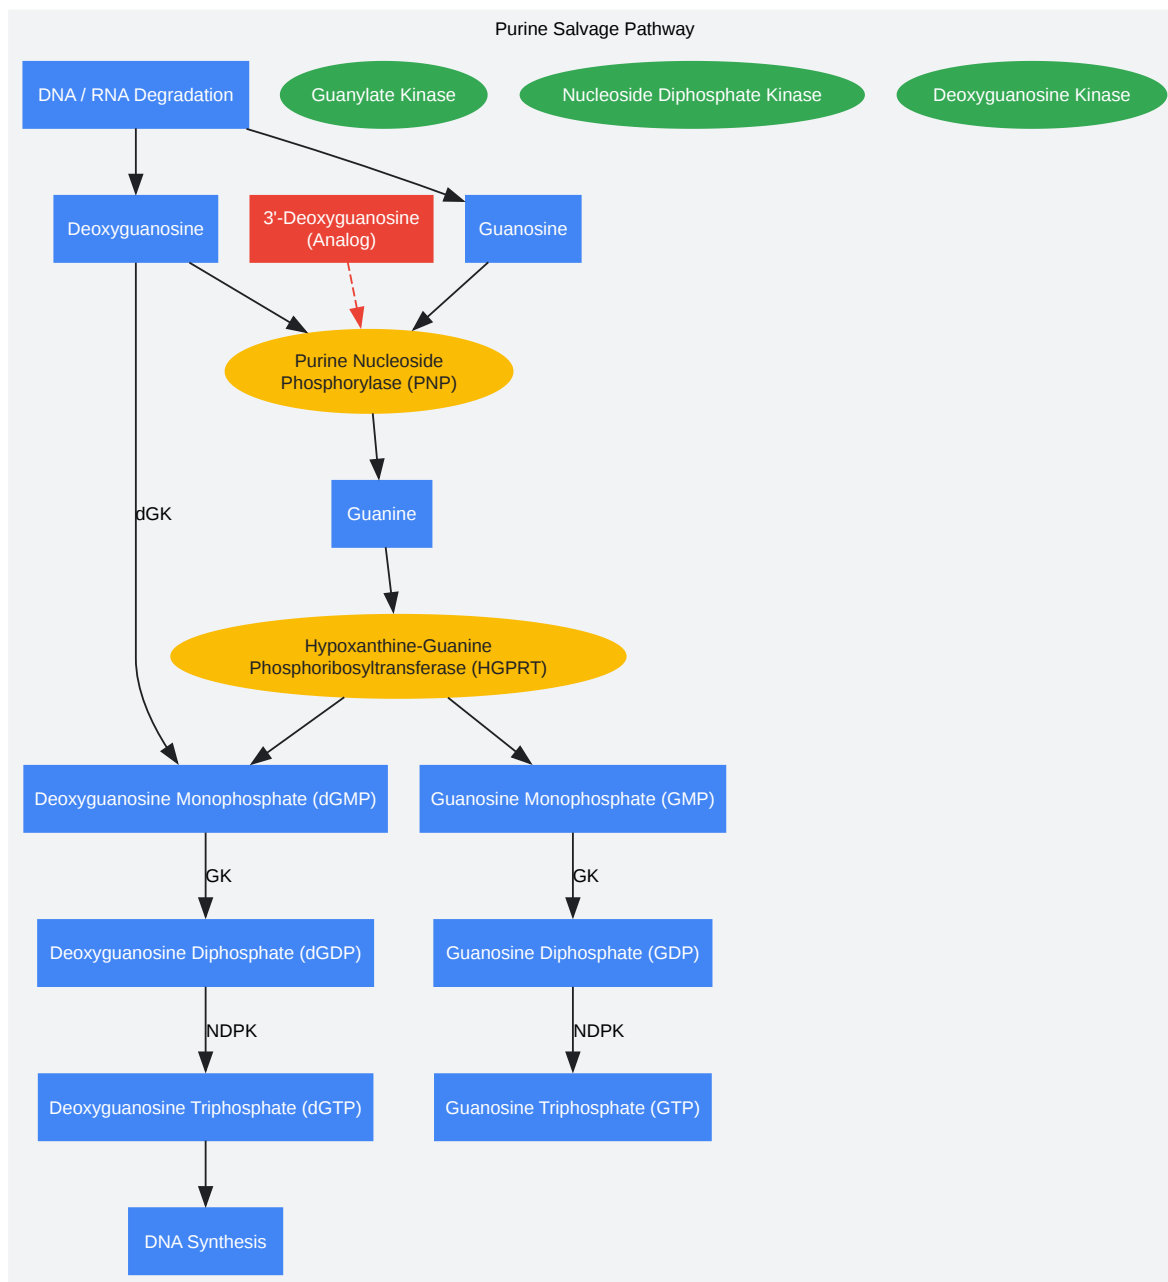 Purine Salvage Pathway
DNA / RNA Degradation
Guanylate Kinase
Nucleoside Diphosphate Kinase
Deoxyguanosine Kinase
Deoxyguanosine
3'-Deoxyguanosine
(Analog)
Guanosine
Purine Nucleoside
Phosphorylase (PNP)
Guanine
dGK
Hypoxanthine-Guanine
Phosphoribosyltransferase (HGPRT)
Deoxyguanosine Monophosphate (dGMP)
Guanosine Monophosphate (GMP)
GK
GK
Deoxyguanosine Diphosphate (dGDP)
Guanosine Diphosphate (GDP)
NDPK
NDPK
Deoxyguanosine Triphosphate (dGTP)
Guanosine Triphosphate (GTP)
DNA Synthesis